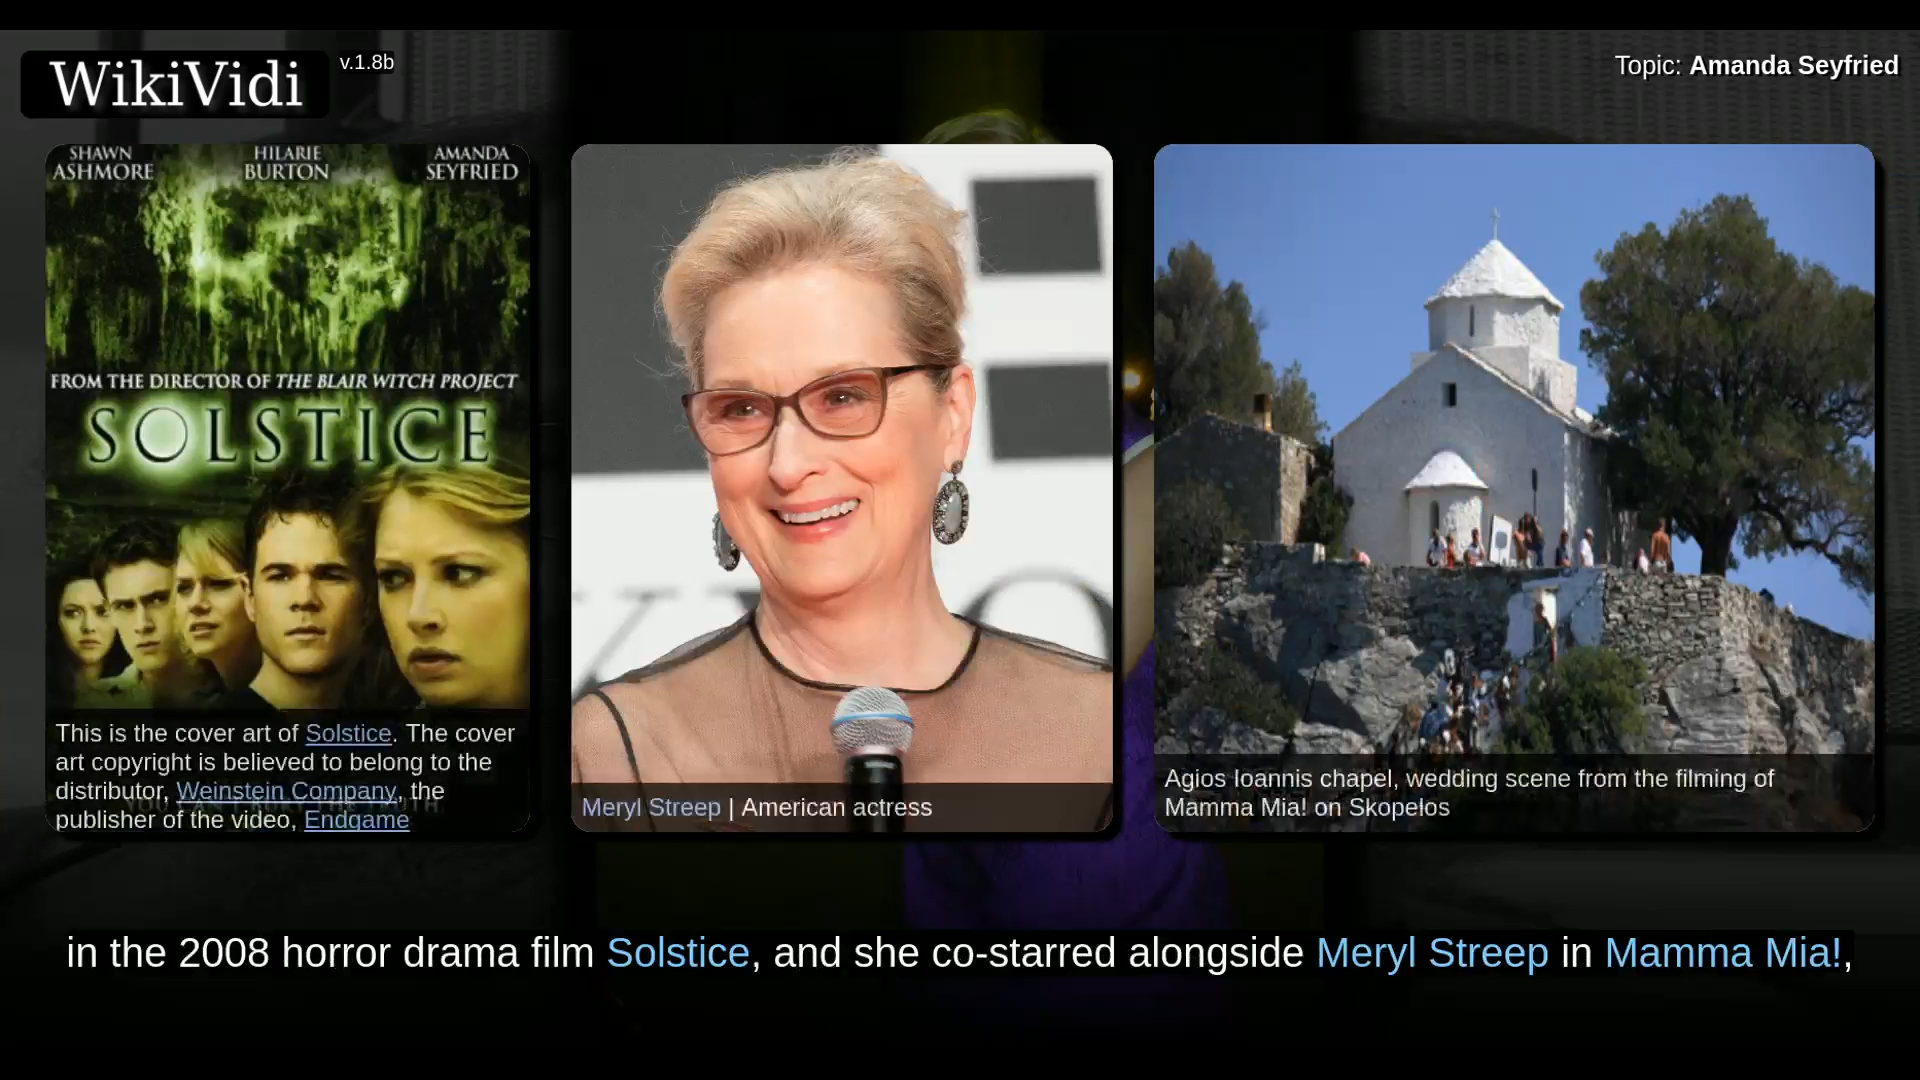 WikiVidi
v.1.8b
Topic: Amanda Seyfried
SHAWN ASHMORE
HILARIE BURTON
AMANDA SEYFRIED
FROM THE DIRECTOR OF THE BLAIR WITCH PROJECT
SOLSTICE
This is the cover art of Solstice. The cover
art copyright is believed to belong to the
distributor, Weinstein Company, the
publisher of the video, Endgame
Meryl Streep | American actress
Agios Ioannis chapel, wedding scene from the filming of
Mamma Mia! on Skopelos
in the 2008 horror drama film Solstice, and she co-starred alongside Meryl Streep in Mamma Mia!,